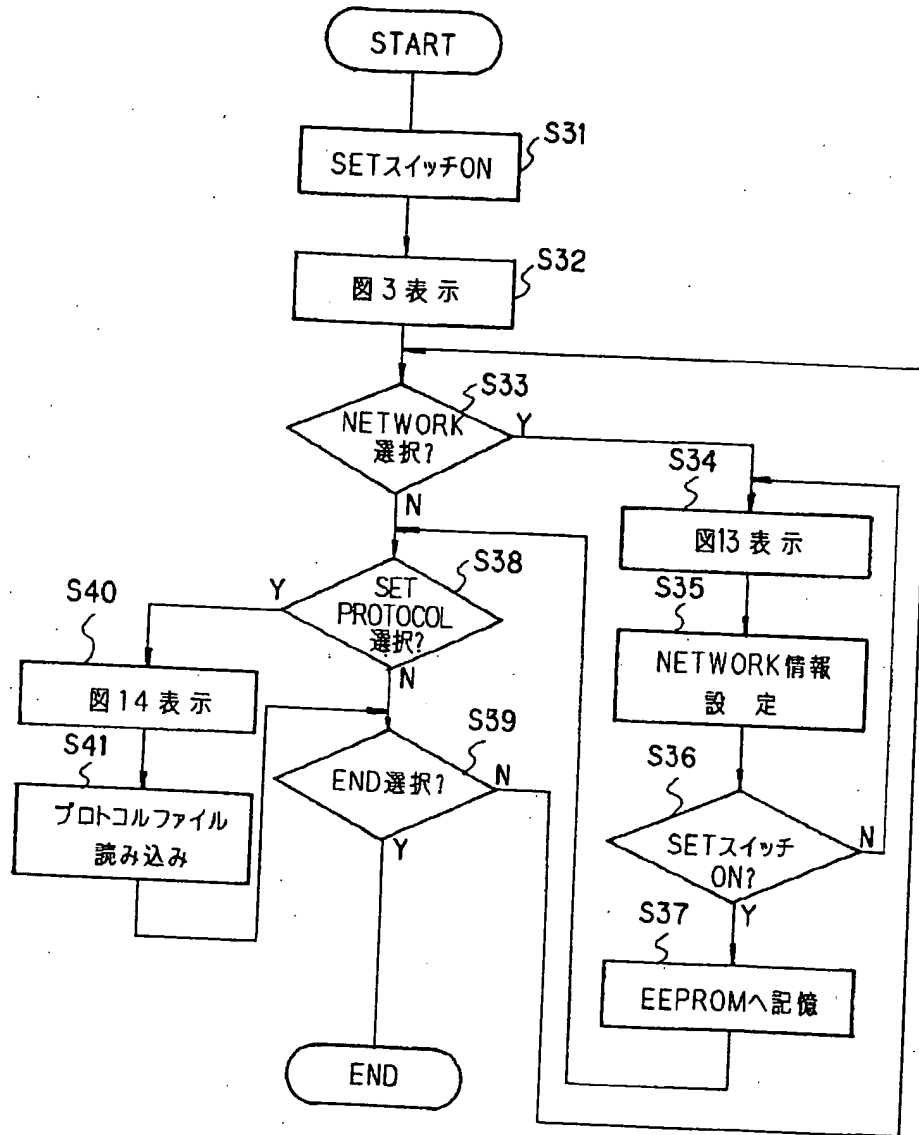 START
S31
SETスイッチON
S32
図3表示
S33
NETWORK
選択?
Y
N
S34
図13表示
S35
NETWORK情報
設定
S36
SETスイッチ
ON?
N
Y
S37
EEPROMへ記憶
S38
SET
PROTOCOL
選択?
Y
N
S40
図14表示
S41
プロトコルファイル
読み込み
S39
END選択?
N
Y
END